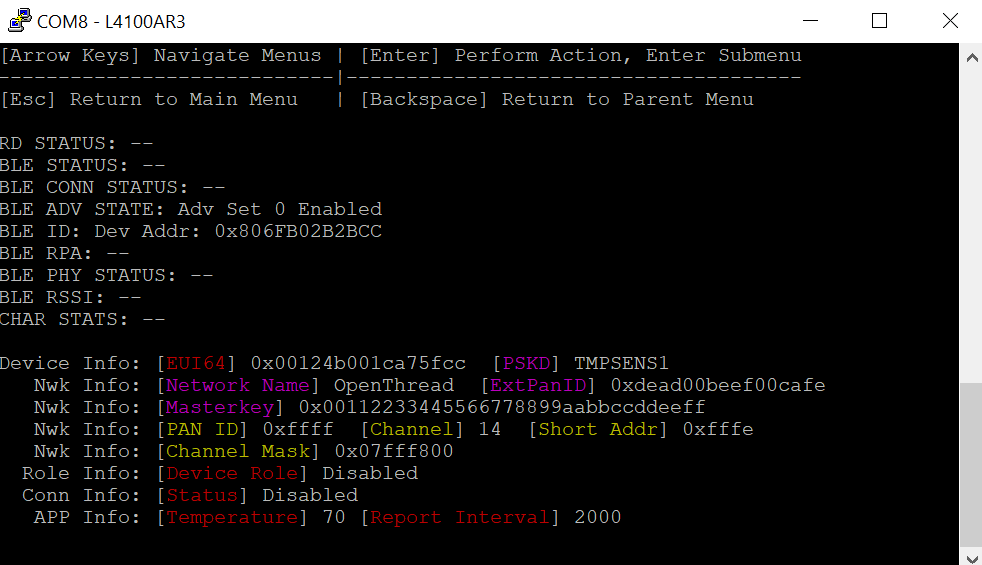 COM8 - L4100AR3
[Arrow Keys] Navigate Menus | [Enter] Perform Action, Enter Submenu
----------------------------|--------------------------------------
[Esc] Return to Main Menu   | [Backspace] Return to Parent Menu
RD STATUS: --
BLE STATUS: --
BLE CONN STATUS: --
BLE ADV STATE: Adv Set 0 Enabled
BLE ID: Dev Addr: 0x806FB02B2BCC
BLE RPA: --
BLE PHY STATUS: --
BLE RSSI: --
CHAR STATS: --
Device Info: [EUI64] 0x00124b001ca75fcc  [PSKD] TMPSENS1
Nwk Info: [Network Name] OpenThread  [ExtPanID] 0xdead00beef00cafe
Nwk Info: [Masterkey] 0x00112233445566778899aabbccddeeff
Nwk Info: [PAN ID] 0xffff  [Channel] 14  [Short Addr] 0xfffe
Nwk Info: [Channel Mask] 0x07fff800
Role Info: [Device Role] Disabled
Conn Info: [Status] Disabled
APP Info: [Temperature] 70 [Report Interval] 2000